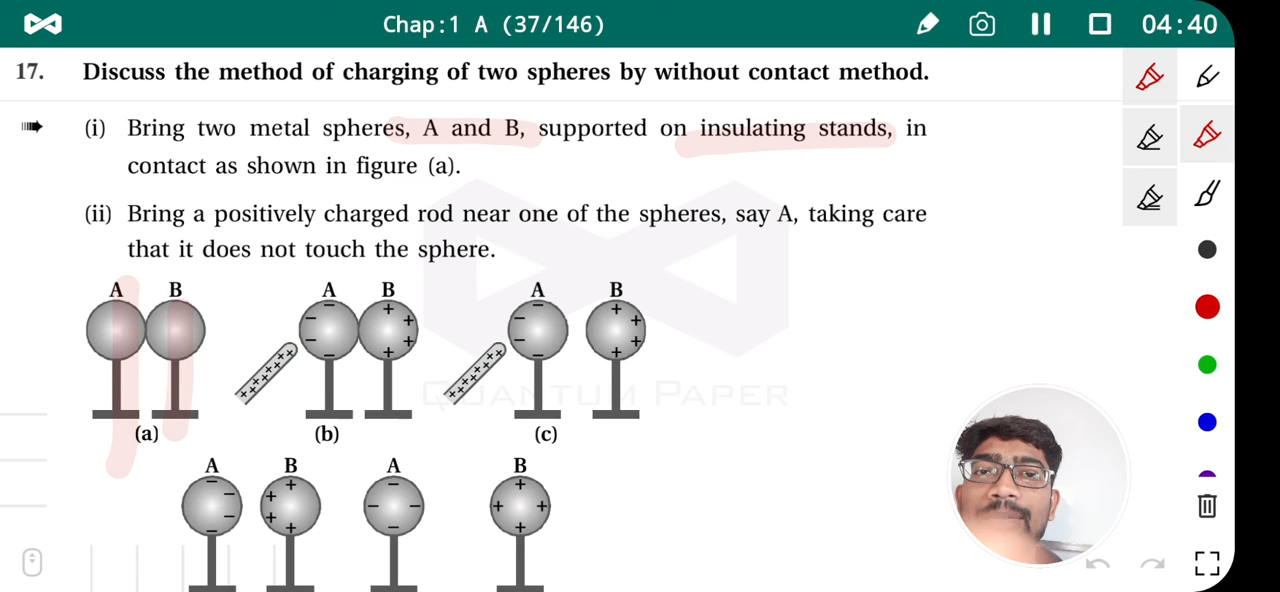 Chap:1 A (37/146)
04:40
17. Discuss the method of charging of two spheres by without contact method.
(i) Bring two metal spheres, A and B, supported on insulating stands, in
contact as shown in figure (a).
(ii) Bring a positively charged rod near one of the spheres, say A, taking care
that it does not touch the sphere.
A B A B A B
(a) (b) (c)
QUANTUM PAPER
A B A B